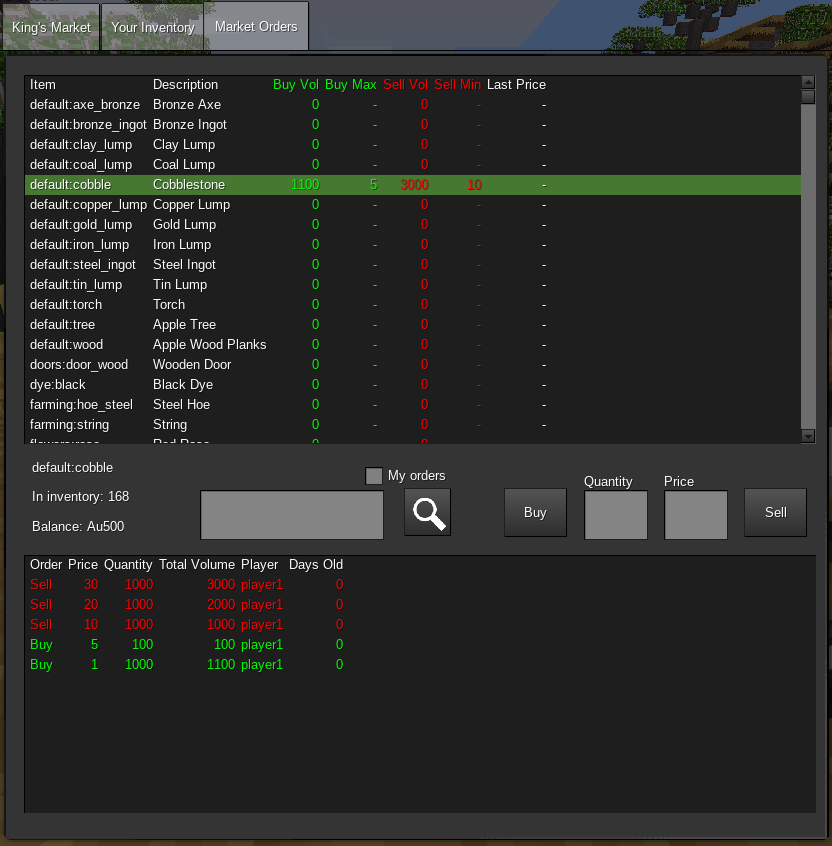 King's Market Your Inventory Market Orders
Item Description Buy Vol Buy Max Sell Vol Sell Min Last Price
default:axe_bronze Bronze Axe 0 - 0 - -
default:bronze_ingot Bronze Ingot 0 - 0 - -
default:clay_lump Clay Lump 0 - 0 - -
default:coal_lump Coal Lump 0 - 0 - -
default:cobble Cobblestone 1100 5 3000 10 -
default:copper_lump Copper Lump 0 - 0 - -
default:gold_lump Gold Lump 0 - 0 - -
default:iron_lump Iron Lump 0 - 0 - -
default:steel_ingot Steel Ingot 0 - 0 - -
default:tin_lump Tin Lump 0 - 0 - -
default:torch Torch 0 - 0 - -
default:tree Apple Tree 0 - 0 - -
default:wood Apple Wood Planks 0 - 0 - -
doors:door_wood Wooden Door 0 - 0 - -
dye:black Black Dye 0 - 0 - -
farming:hoe_steel Steel Hoe 0 - 0 - -
farming:string String 0 - 0 - -
default:cobble
My orders
Quantity Price
In inventory: 168
Buy Sell
Balance: Au500
Order Price Quantity Total Volume Player Days Old
Sell 30 1000 3000 player1 0
Sell 20 1000 2000 player1 0
Sell 10 1000 1000 player1 0
Buy 5 100 100 player1 0
Buy 1 1000 1100 player1 0